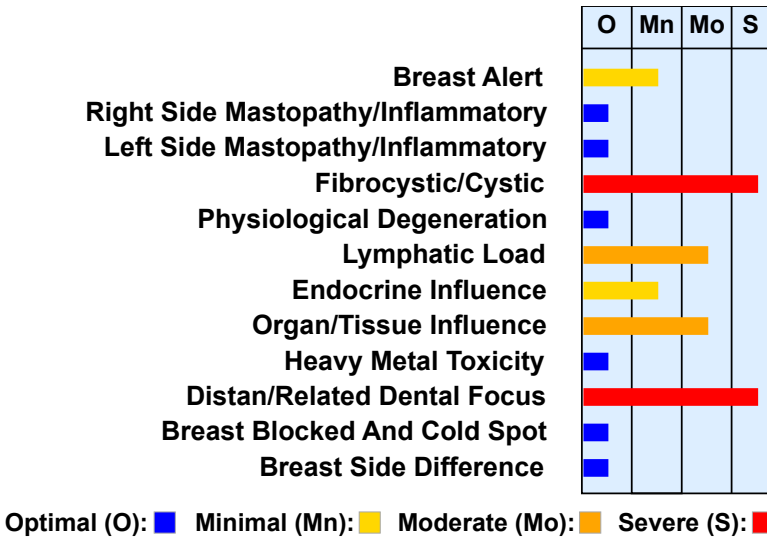 O Mn Mo S
Breast Alert
Right Side Mastopathy/Inflammatory
Left Side Mastopathy/Inflammatory
Fibrocystic/Cystic
Physiological Degeneration
Lymphatic Load
Endocrine Influence
Organ/Tissue Influence
Heavy Metal Toxicity
Distan/Related Dental Focus
Breast Blocked And Cold Spot
Breast Side Difference
Optimal (O): Minimal (Mn): Moderate (Mo): Severe (S):